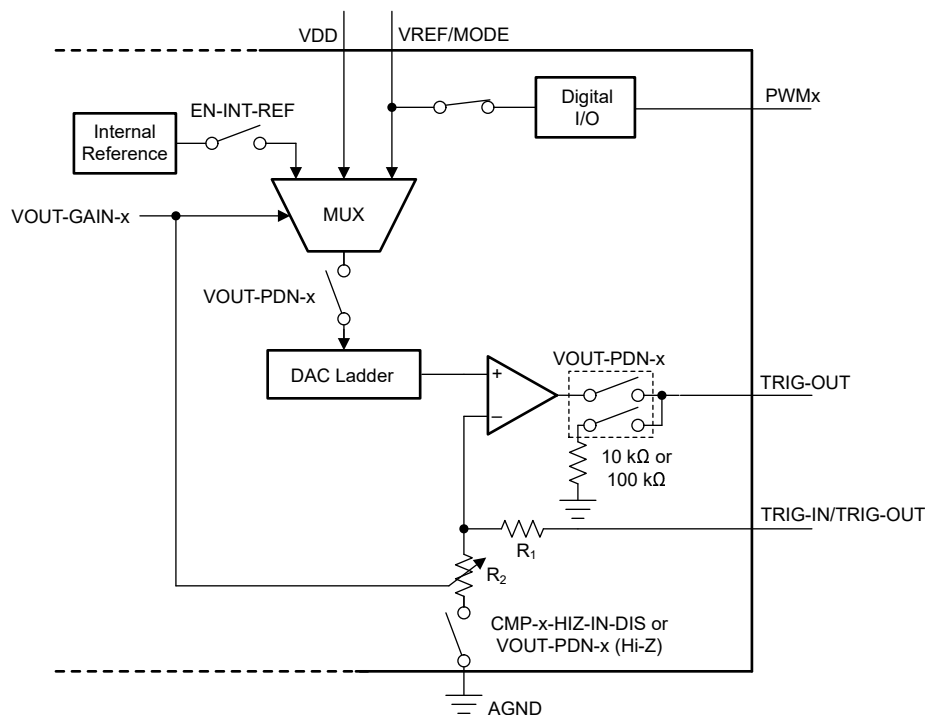 VDD
VREF/MODE
EN-INT-REF
Internal
Reference
Digital
I/O
PWMx
VOUT-GAIN-x
MUX
VOUT-PDN-x
DAC Ladder
+
–
VOUT-PDN-x
TRIG-OUT
10 kΩ or
100 kΩ
TRIG-IN/TRIG-OUT
R1
R2
CMP-x-HIZ-IN-DIS or
VOUT-PDN-x (Hi-Z)
AGND